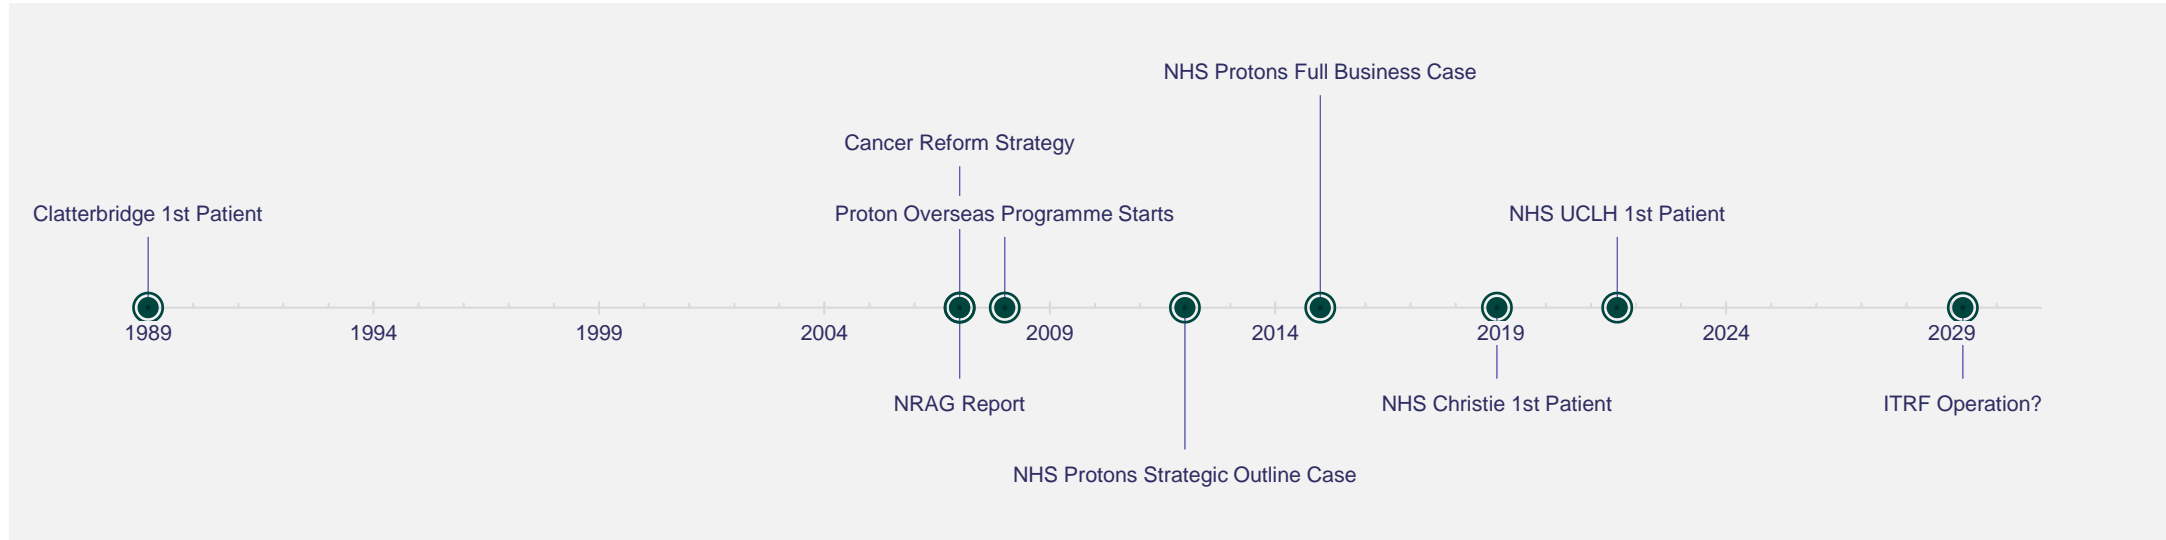 NHS Protons Full Business Case
Cancer Reform Strategy
Clatterbridge 1st Patient
Proton Overseas Programme Starts
NHS UCLH 1st Patient
1989
1994
1999
2004
2009
2014
2019
2024
2029
NRAG Report
NHS Christie 1st Patient
ITRF Operation?
NHS Protons Strategic Outline Case